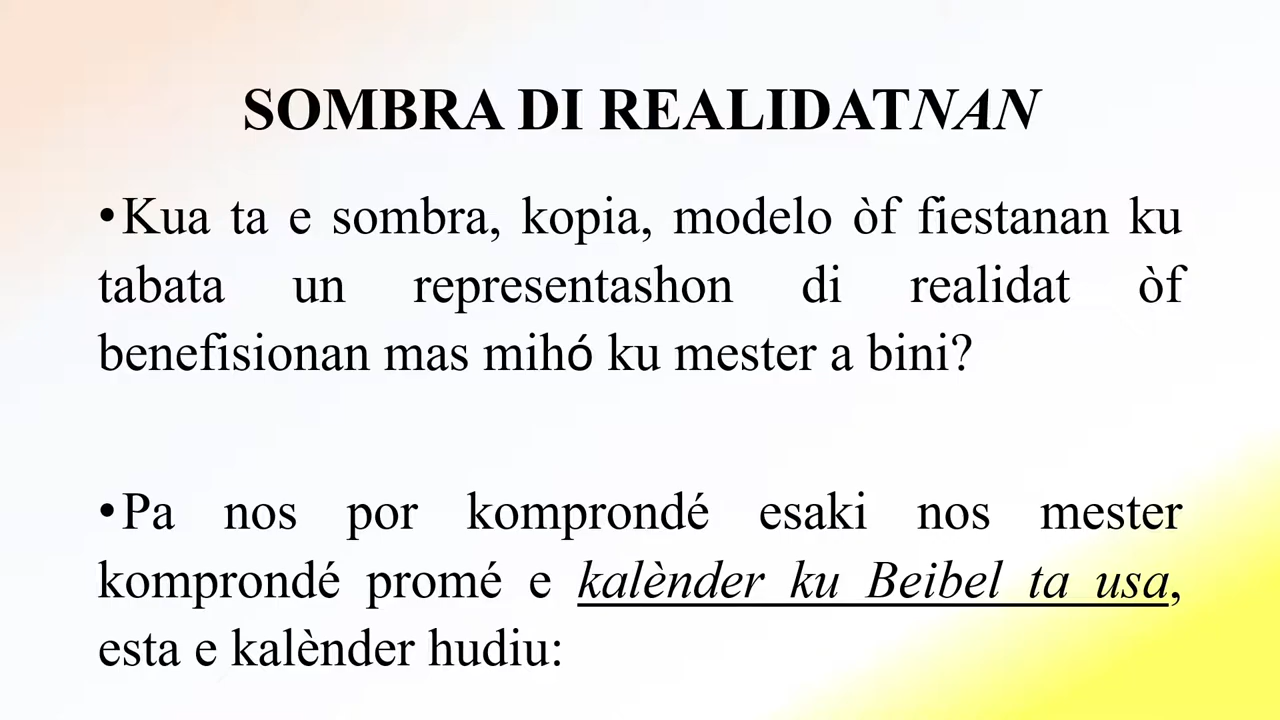 SOMBRA DI REALIDATNAN
•Kua ta e sombra, kopia, modelo òf fiestanan ku
tabata un representashon di realidat òf
benefisionan mas mihó ku mester a bini?
•Pa nos por komprondé esaki nos mester
komprondé promé e kalènder ku Beibel ta usa,
esta e kalènder hudiu: